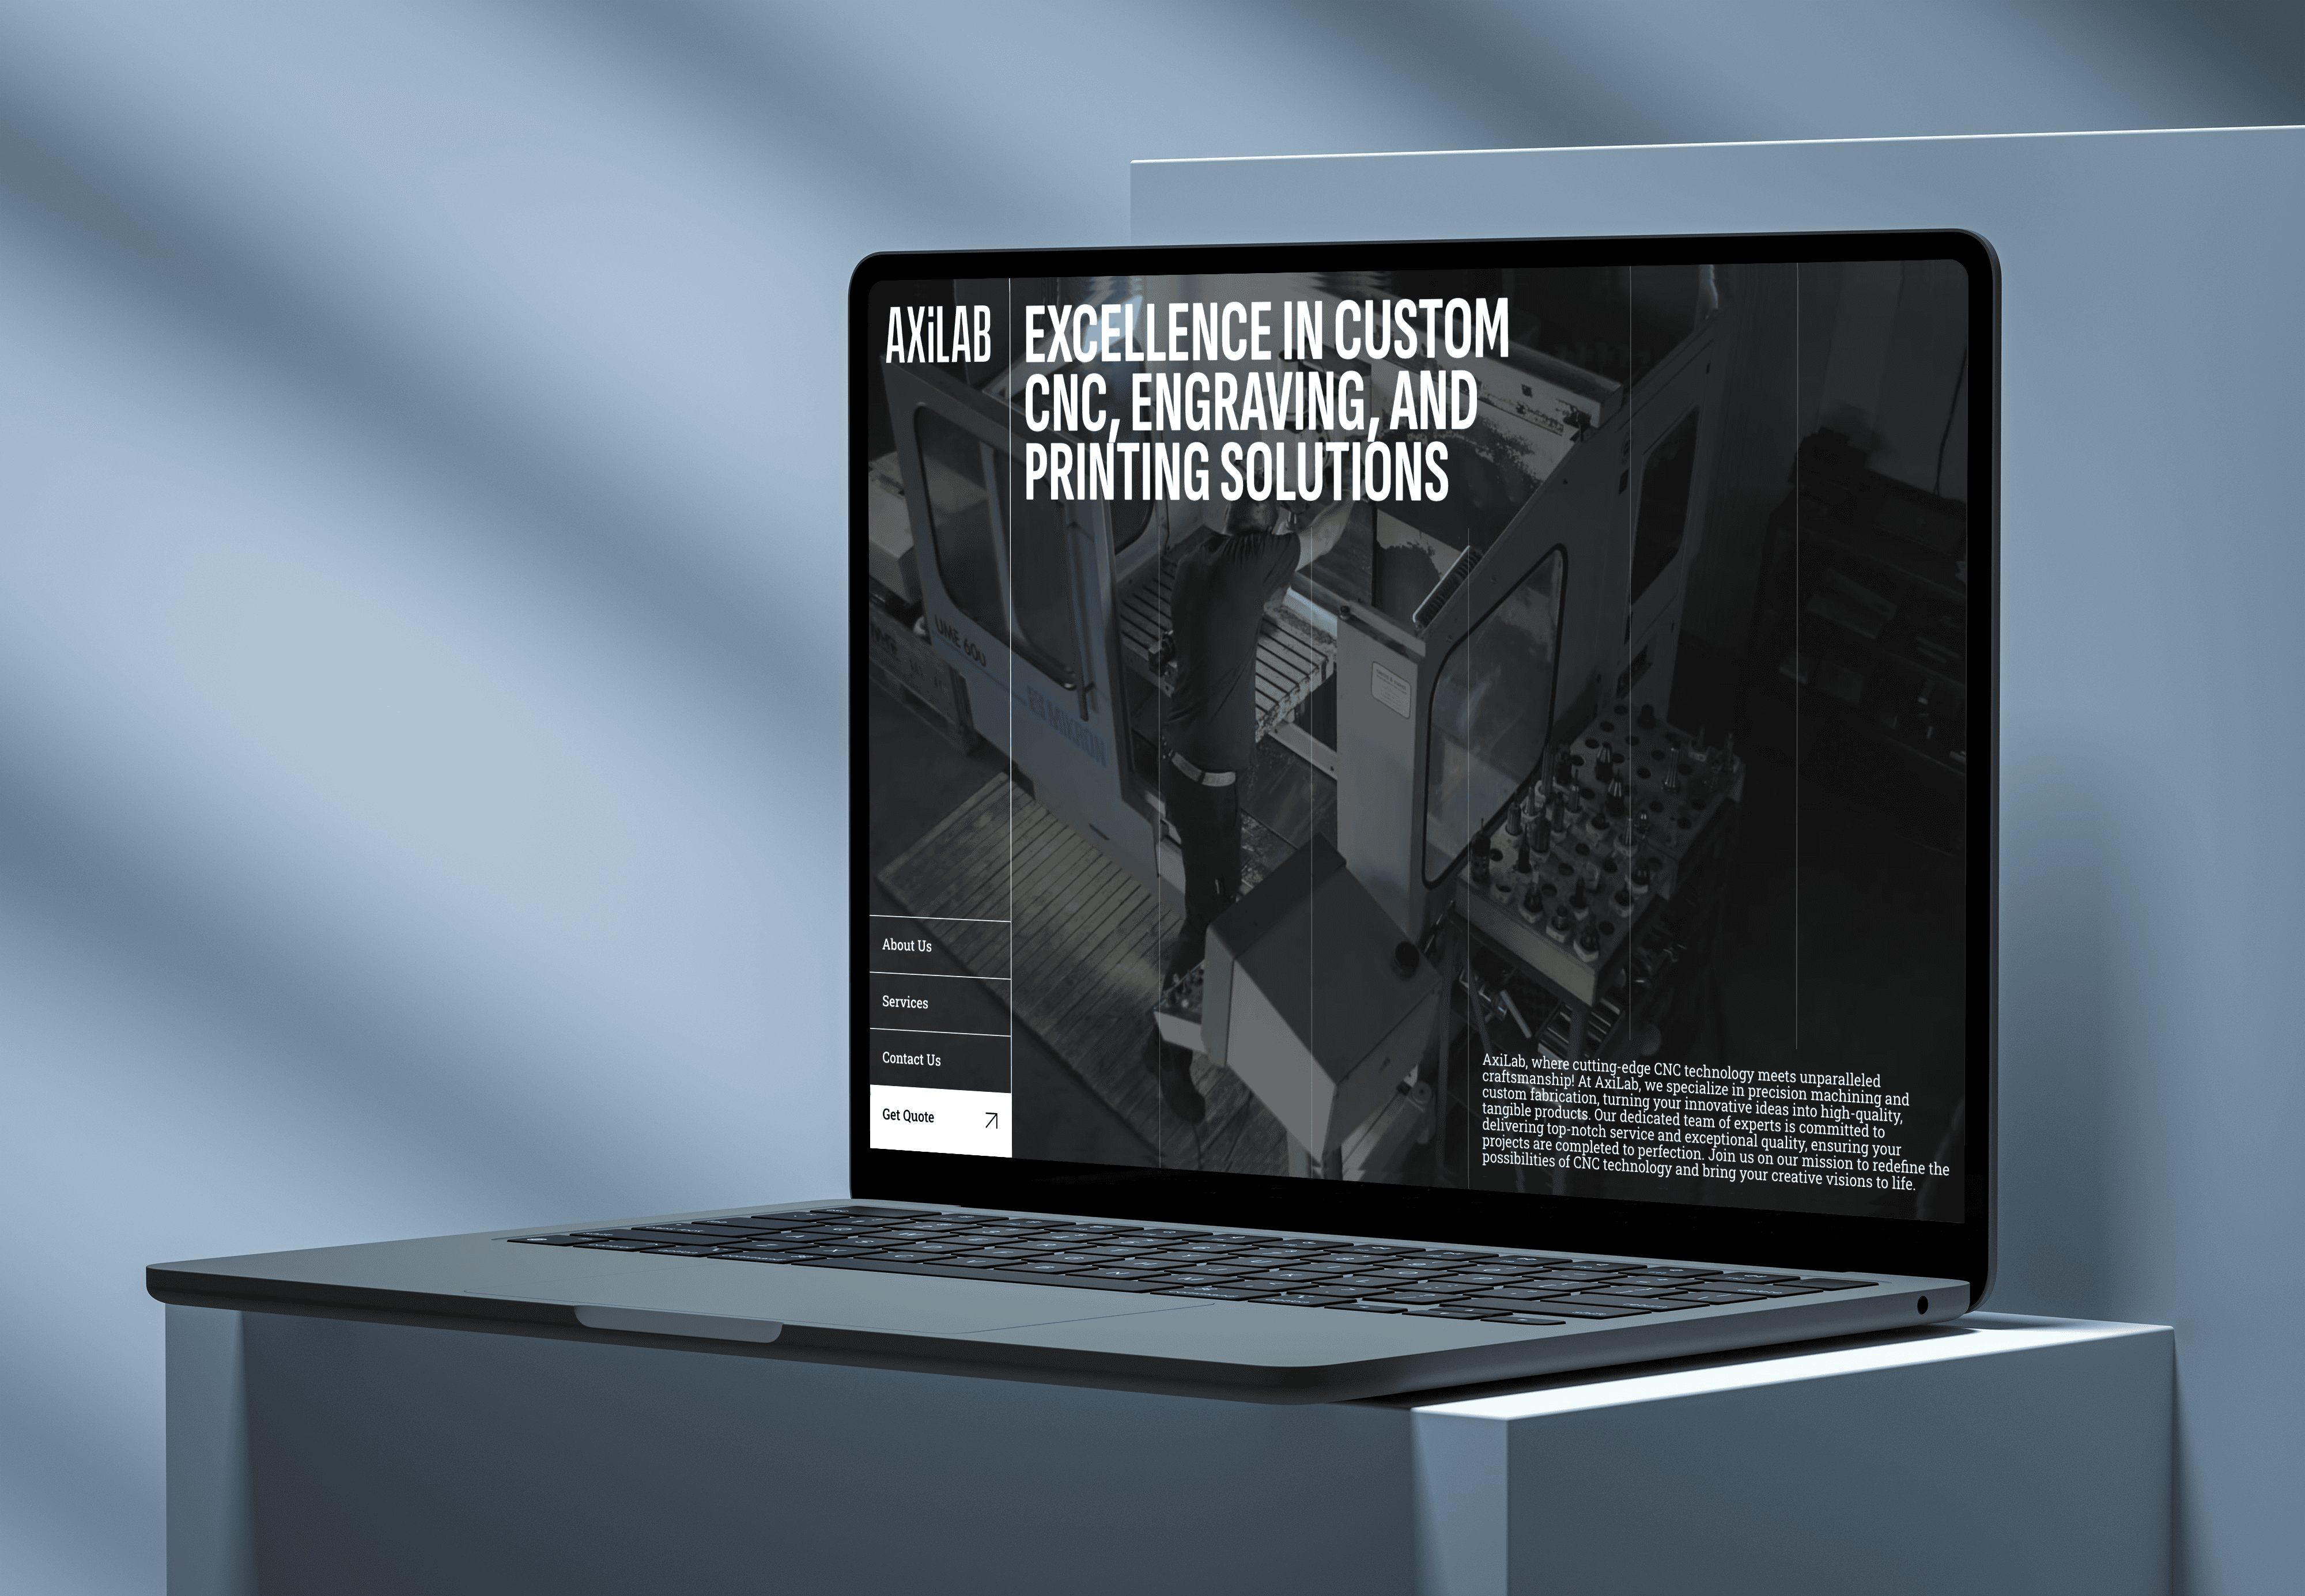 AXiLAB
EXCELLENCE IN CUSTOM
CNC, ENGRAVING, AND
PRINTING SOLUTIONS
UME 600
MIKRON
About Us
Services
Contact Us
Get Quote
AxiLab, where cutting-edge CNC technology meets unparalleled
craftsmanship! At AxiLab, we specialize in precision machining and
custom fabrication, turning your innovative ideas into high-quality,
tangible products. Our dedicated team of experts is committed to
delivering top-notch service and exceptional quality, ensuring your
projects are completed to perfection. Join us on our mission to redefine the
possibilities of CNC technology and bring your creative visions to life.